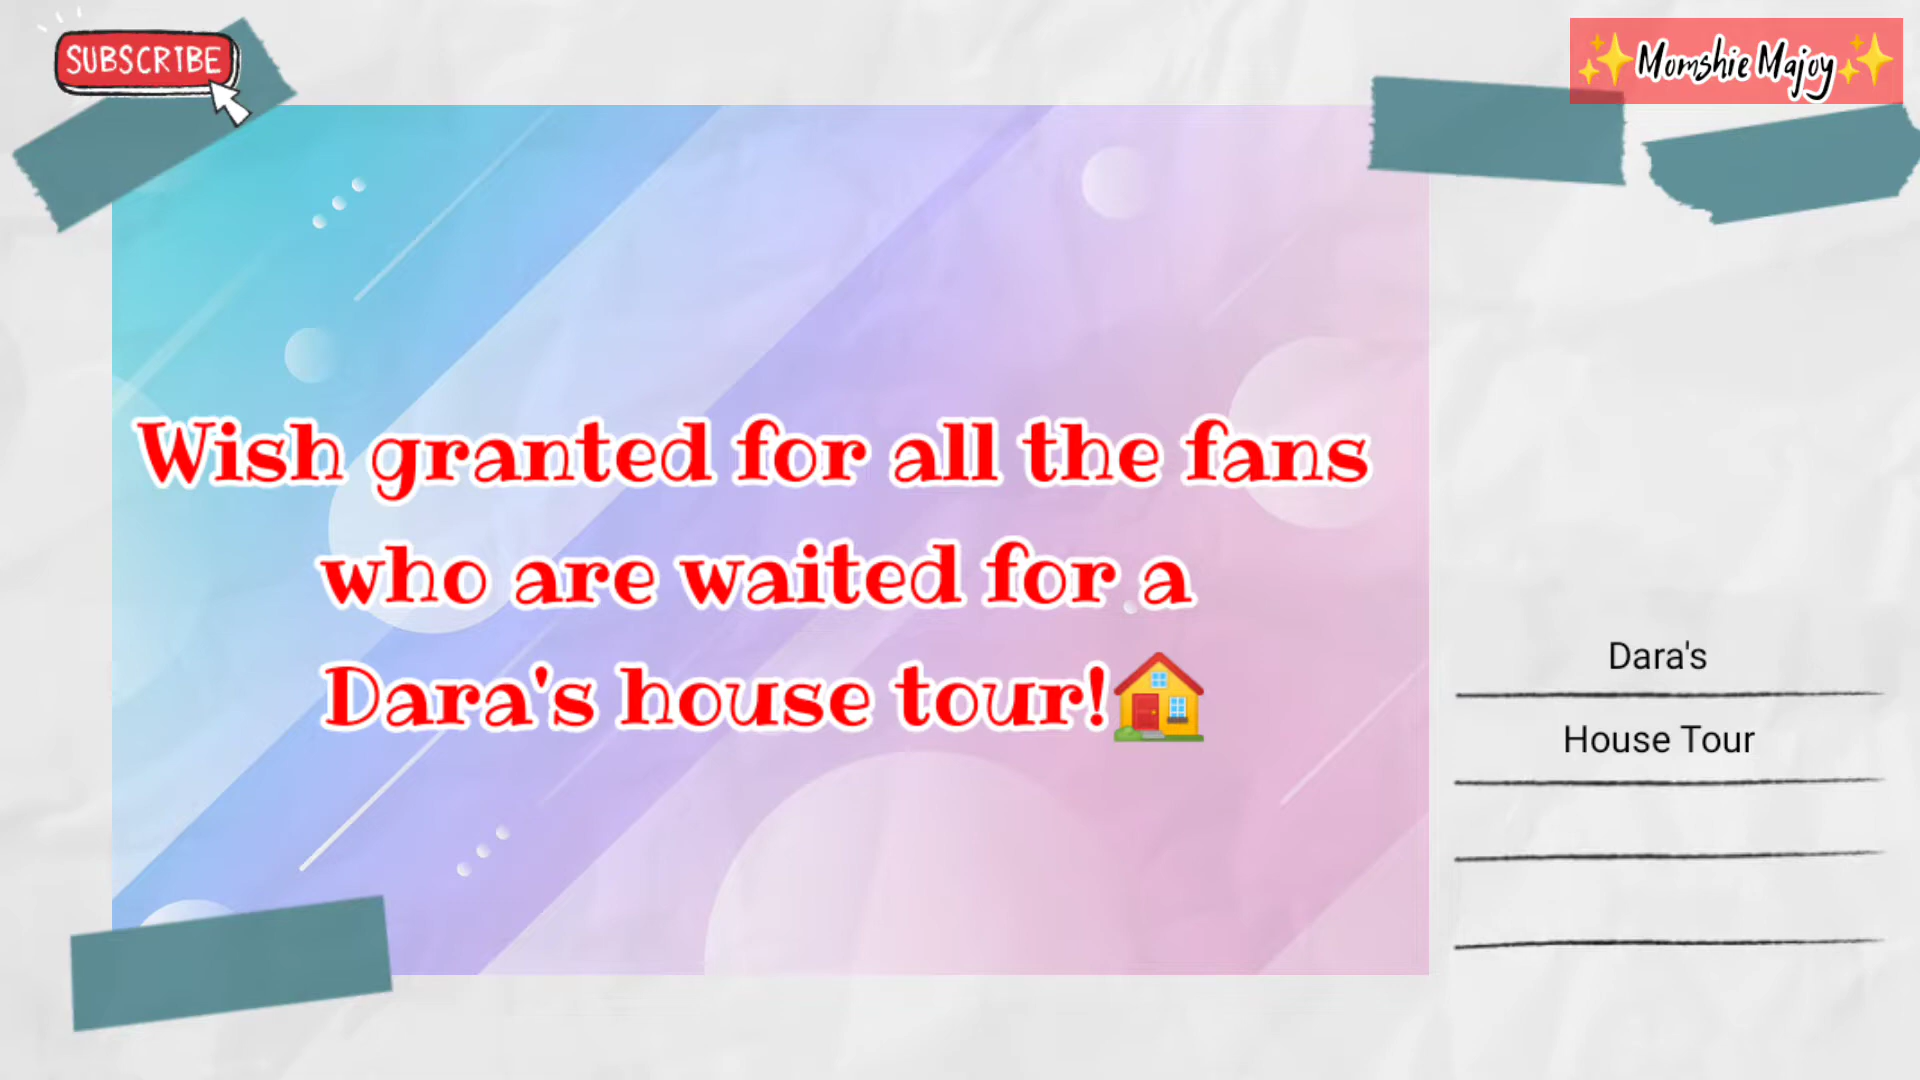 SUBSCRIBE
✨Momshie Majoy✨
Wish granted for all the fans
who are waited for a
Dara's house tour!🏠
Dara's
House Tour